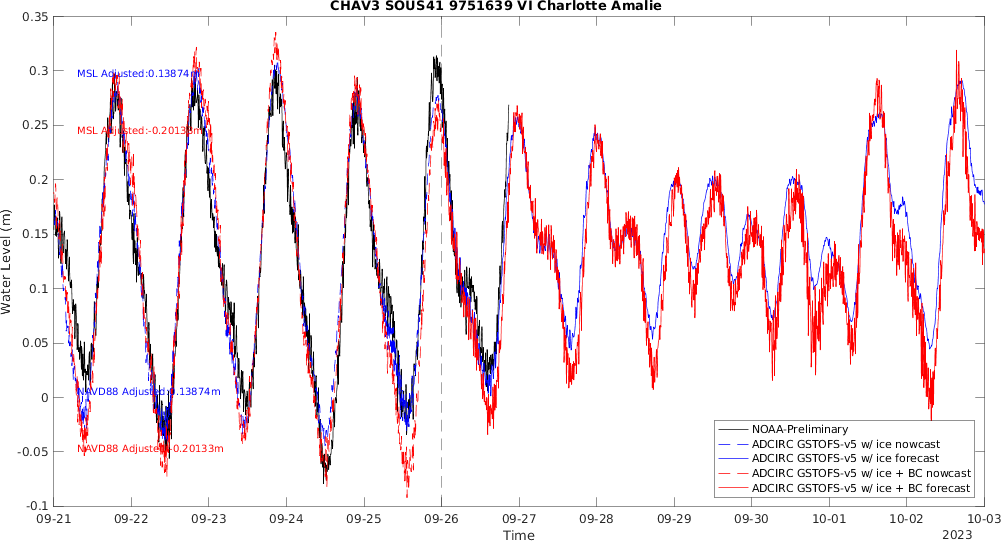 CHAV3 SOUS41 9751639 VI Charlotte Amalie
0.35
0.3
0.25
0.2
0.15
0.1
0.05
0
-0.05
-0.1
Water Level (m)
MSL Adjusted:0.13874m
MSL Adjusted:-0.20133m
NAVD88 Adjusted:0.13874m
NAVD88 Adjusted:-0.20133m
NOAA-Preliminary
ADCIRC GSTOFS-v5 w/ ice nowcast
ADCIRC GSTOFS-v5 w/ ice forecast
ADCIRC GSTOFS-v5 w/ ice + BC nowcast
ADCIRC GSTOFS-v5 w/ ice + BC forecast
09-21 09-22 09-23 09-24 09-25 09-26 09-27 09-28 09-29 09-30 10-01 10-02 10-03
Time
2023